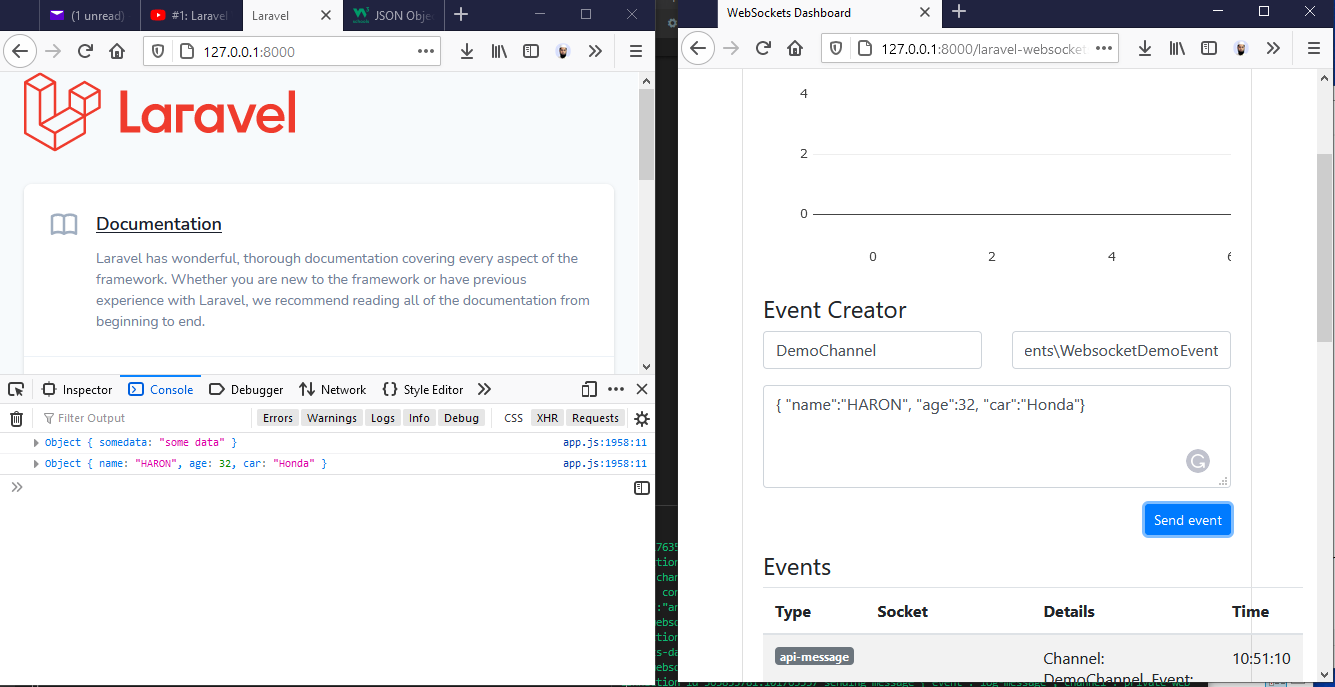 (1 unread)
#1: Laravel
Laravel
JSON Obje
127.0.0.1:8000
Laravel
Documentation
Laravel has wonderful, thorough documentation covering every aspect of the
framework. Whether you are new to the framework or have previous
experience with Laravel, we recommend reading all of the documentation from
beginning to end.
Inspector
Console
Debugger
Network
Style Editor
Filter Output
Errors
Warnings
Logs
Info
Debug
CSS
XHR
Requests
Object { somedata: "some data" }
app.js:1958:11
Object { name: "HARON", age: 32, car: "Honda" }
app.js:1958:11
WebSockets Dashboard
127.0.0.1:8000/laravel-websocket
4
2
0
0
2
4
6
Event Creator
DemoChannel
ents\WebsocketDemoEvent
{ "name":"HARON", "age":32, "car":"Honda"}
Send event
Events
Type Socket Details Time
api-message
Channel:
10:51:10
DemoChannel, Event: